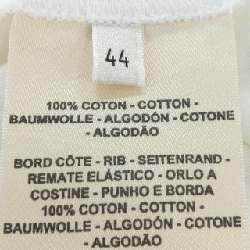 44
100% COTON - COTTON -
BAUMWOLLE - ALGODÓN - COTONE
- ALGODÃO
BORD CÔTE - RIB - SEITENRAND -
REMATE ELÁSTICO - ORLO A
COSTINE - PUNHO E BORDA
100% COTON - COTTON -
BAUMWOLLE - ALGODÓN - COTONE
- ALGODÃO